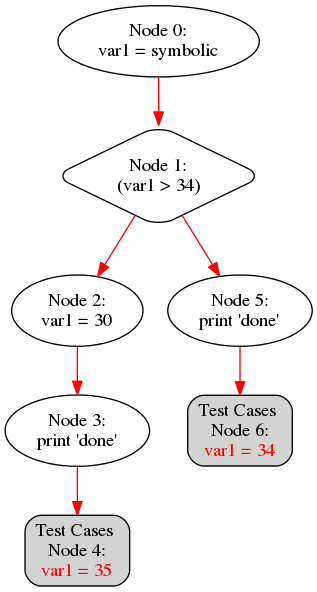 Node 0:
var1 = symbolic
Node 1:
(var1 > 34)
Node 2:
var1 = 30
Node 5:
print 'done'
Node 3:
print 'done'
Test Cases
Node 6:
var1 = 34
Test Cases
Node 4:
var1 = 35